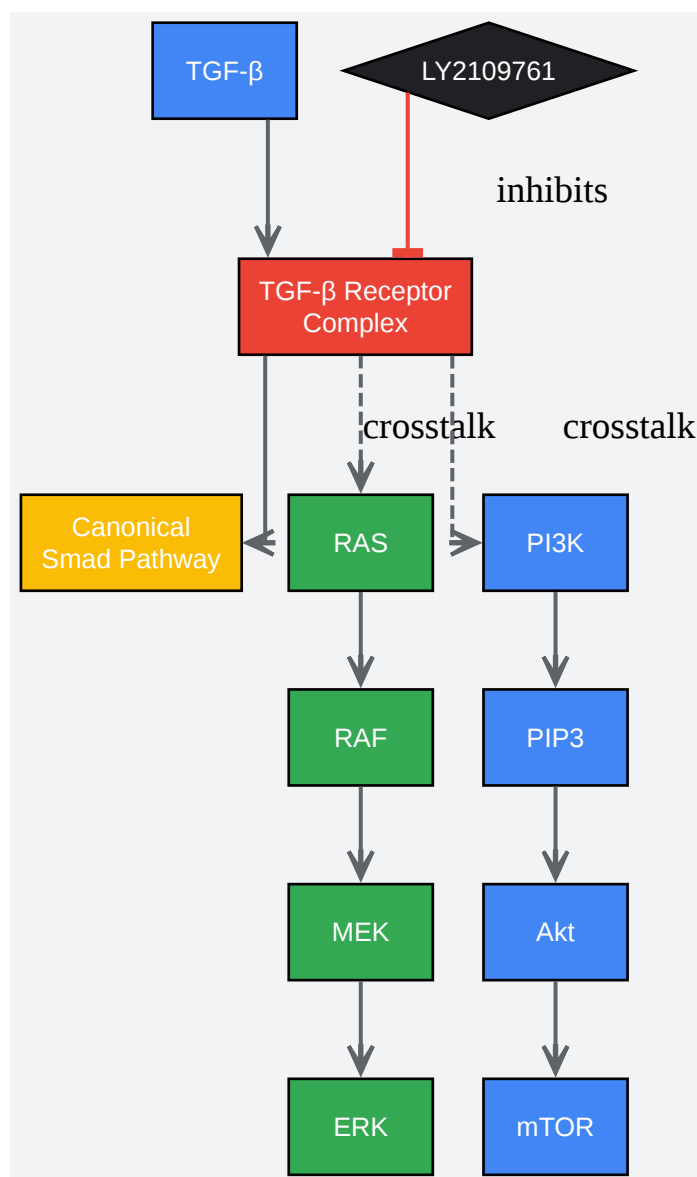 TGF-β
LY2109761
inhibits
TGF-β Receptor
Complex
crosstalk
crosstalk
Canonical
Smad Pathway
RAS
PI3K
RAF
PIP3
MEK
Akt
ERK
mTOR